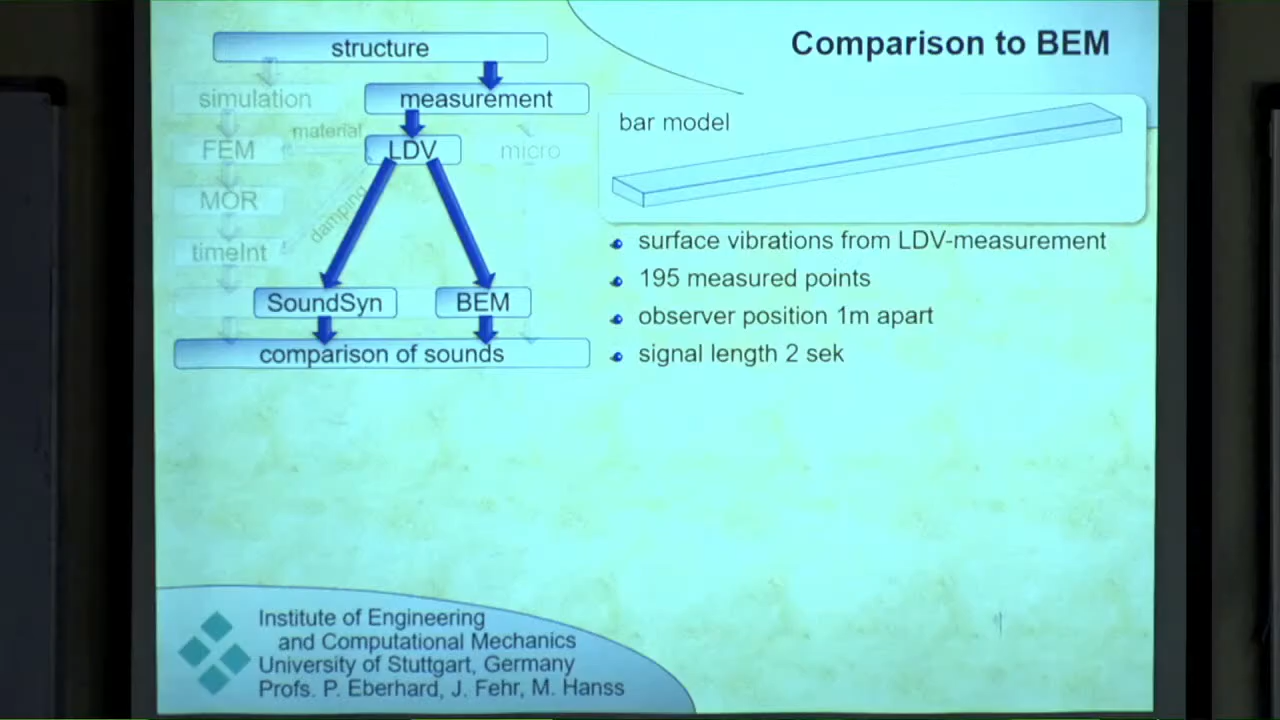 Comparison to BEM
structure
simulation
measurement
material
FEM
LDV
micro
MOR
damping
timeInt
SoundSyn
BEM
comparison of sounds
bar model
surface vibrations from LDV-measurement
195 measured points
observer position 1m apart
signal length 2 sek
Institute of Engineering
and Computational Mechanics
University of Stuttgart, Germany
Profs. P. Eberhard, J. Fehr, M. Hanss